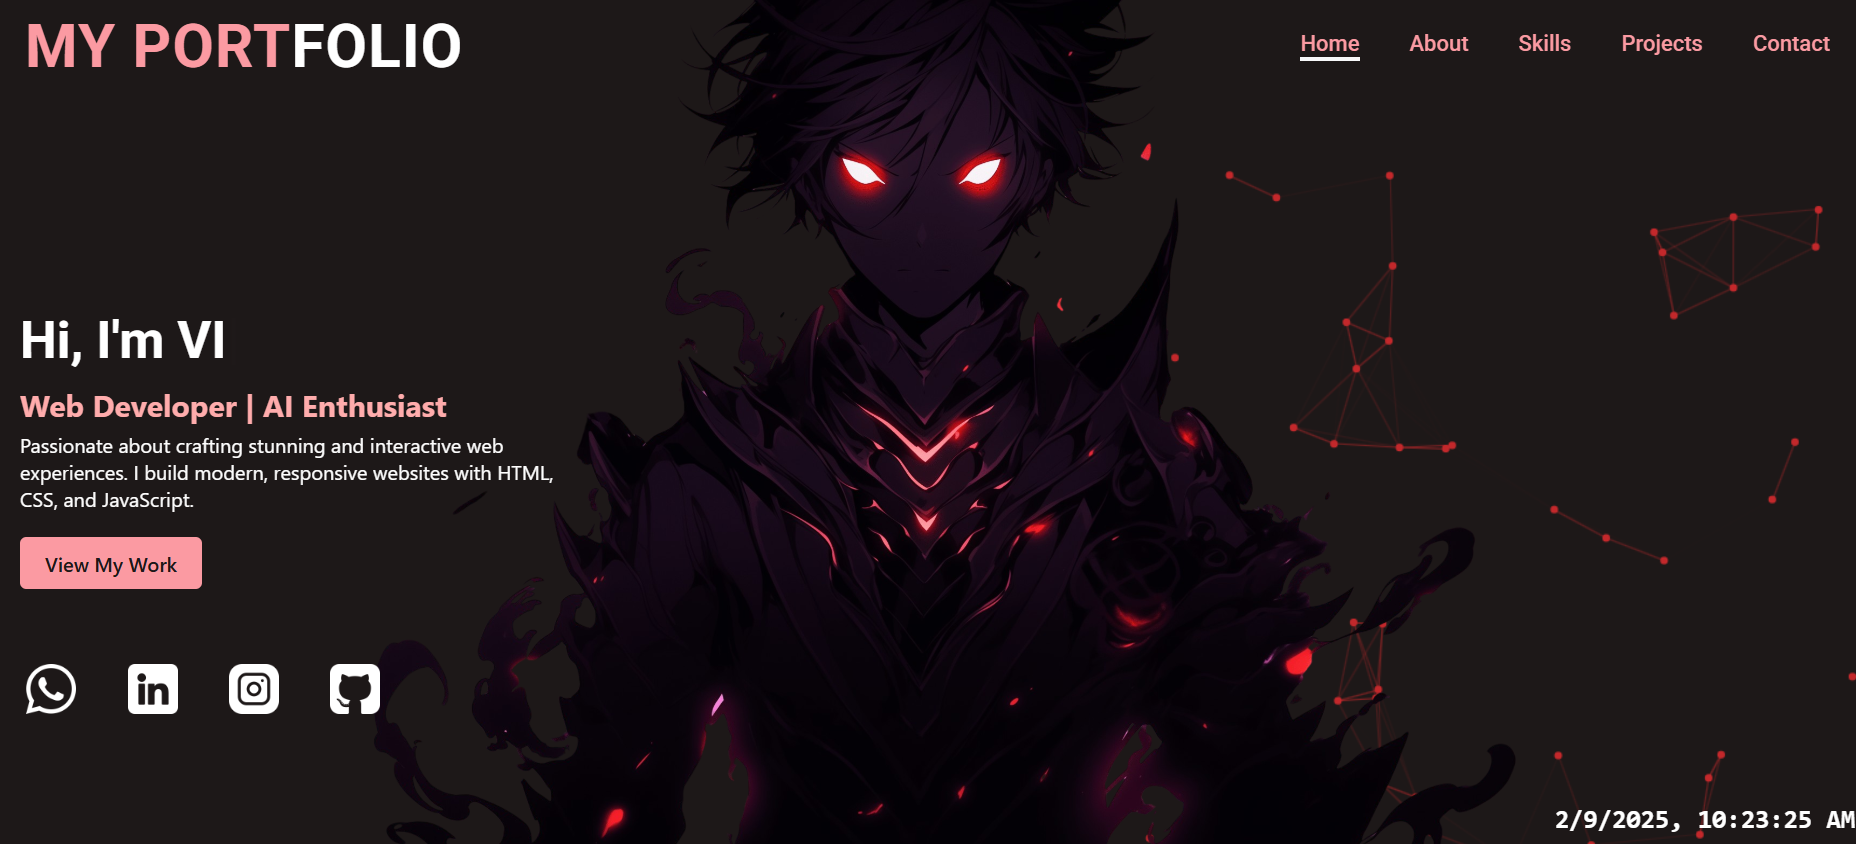 MY PORTFOLIO
Home About Skills Projects Contact
Hi, I'm VI
Web Developer | AI Enthusiast
Passionate about crafting stunning and interactive web
experiences. I build modern, responsive websites with HTML,
CSS, and JavaScript.
View My Work
in
2/9/2025, 10:23:25 AM